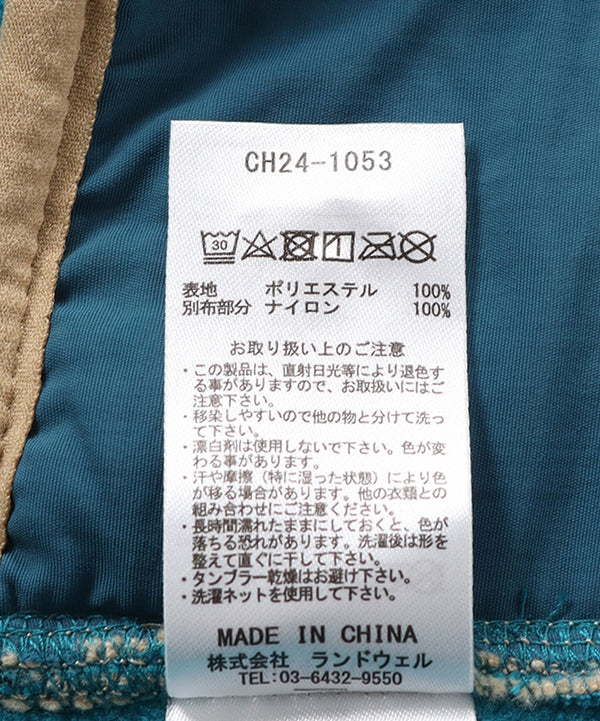 CH24-1053
30
表地 ポリエステル 100%
別布部分 ナイロン 100%
お取り扱い上のご注意
・この製品は、直射日光等により退色す
る事がありますので、お取扱いにはご
注意下さい。
・移染しやすいので他の物と分けて洗っ
て下さい。
・漂白剤は使用しないで下さい。色が変
わる事があります。
・汗や摩擦(特に湿った状態)により色
が移る場合があります。他の衣類との
組み合わせにご注意ください。
・長時間濡れたままにしておくと、色が
落ちる恐れがあります。洗濯後は形を
整えて直ぐに干して下さい。
・タンブラー乾燥はお避け下さい。
・洗濯ネットを使用して下さい。
MADE IN CHINA
株式会社 ランドウェル
TEL:03-6432-9550